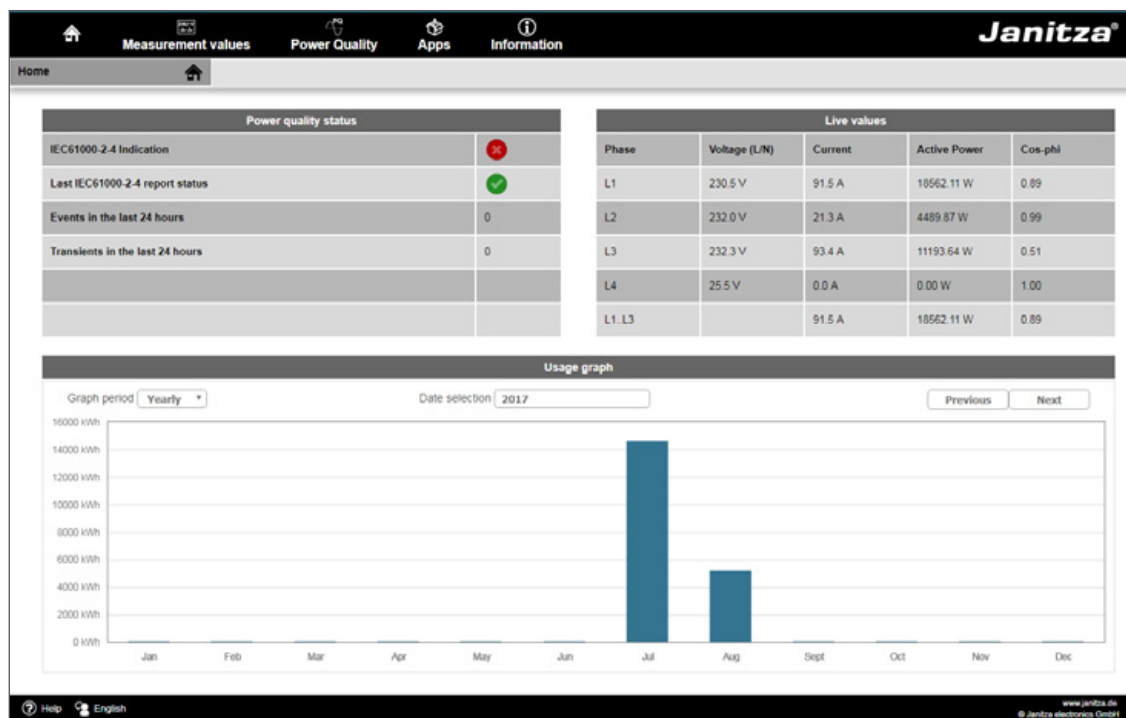 Measurement values Power Quality Apps Information Janitza®
Home
Power quality status
IEC61000-2-4 Indication
Last IEC61000-2-4 report status
Events in the last 24 hours 0
Transients in the last 24 hours 0
Live values
Phase Voltage (L/N) Current Active Power Cos-phi
L1 230.5 V 91.5 A 18562.11 W 0.89
L2 232.0 V 21.3 A 4489.87 W 0.99
L3 232.3 V 93.4 A 11193.64 W 0.51
L4 25.5 V 0.0 A 0.00 W 1.00
L1..L3 91.5 A 18562.11 W 0.89
Usage graph
Graph period Yearly Date selection 2017 Previous Next
16000 kWh
14000 kWh
12000 kWh
10000 kWh
8000 kWh
6000 kWh
4000 kWh
2000 kWh
0 kWh
Jan Feb Mar Apr May Jun Jul Aug Sept Oct Nov Dec
Help English www.janitza.de
© Janitza electronics GmbH